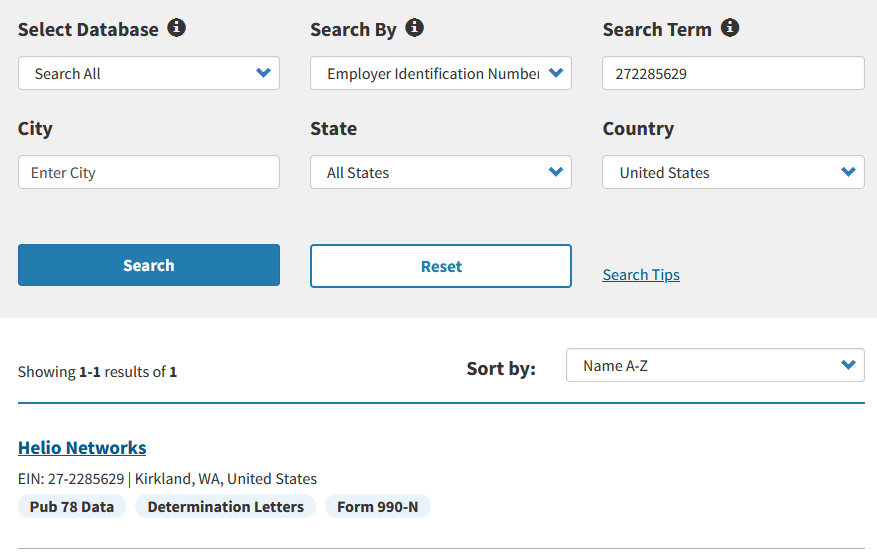 Select Database
Search By
Search Term
Search All
Employer Identification Number
272285629
City
State
Country
Enter City
All States
United States
Search
Reset
Search Tips
Showing 1-1 results of 1
Sort by:
Name A-Z
Helio Networks
EIN: 27-2285629 | Kirkland, WA, United States
Pub 78 Data
Determination Letters
Form 990-N